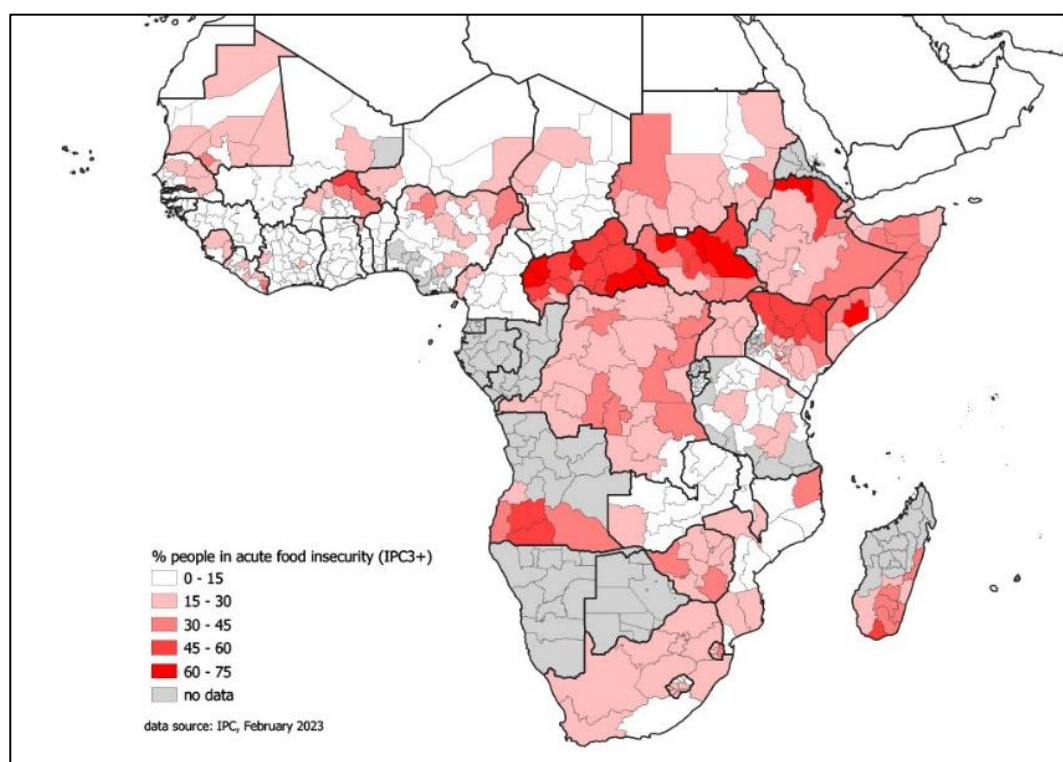 % people in acute food insecurity (IPC3+)
0 - 15
15 - 30
30 - 45
45 - 60
60 - 75
no data
data source: IPC, February 2023